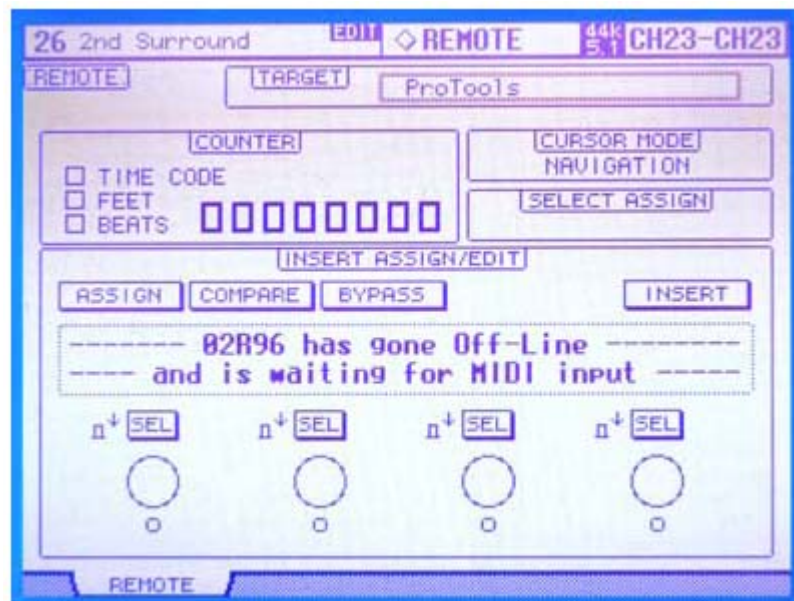 26 2nd Surround EDIT ◇REMOTE 44K 5.1 CH23-CH23
REMOTE TARGET ProTools
COUNTER
TIME CODE
FEET
BEATS
CURSOR MODE
NAVIGATION
SELECT ASSIGN
INSERT ASSIGN/EDIT
ASSIGN COMPARE BYPASS INSERT
------- 02R96 has gone Off-Line --------
---- and is waiting for MIDI input -----
SEL SEL SEL SEL
REMOTE